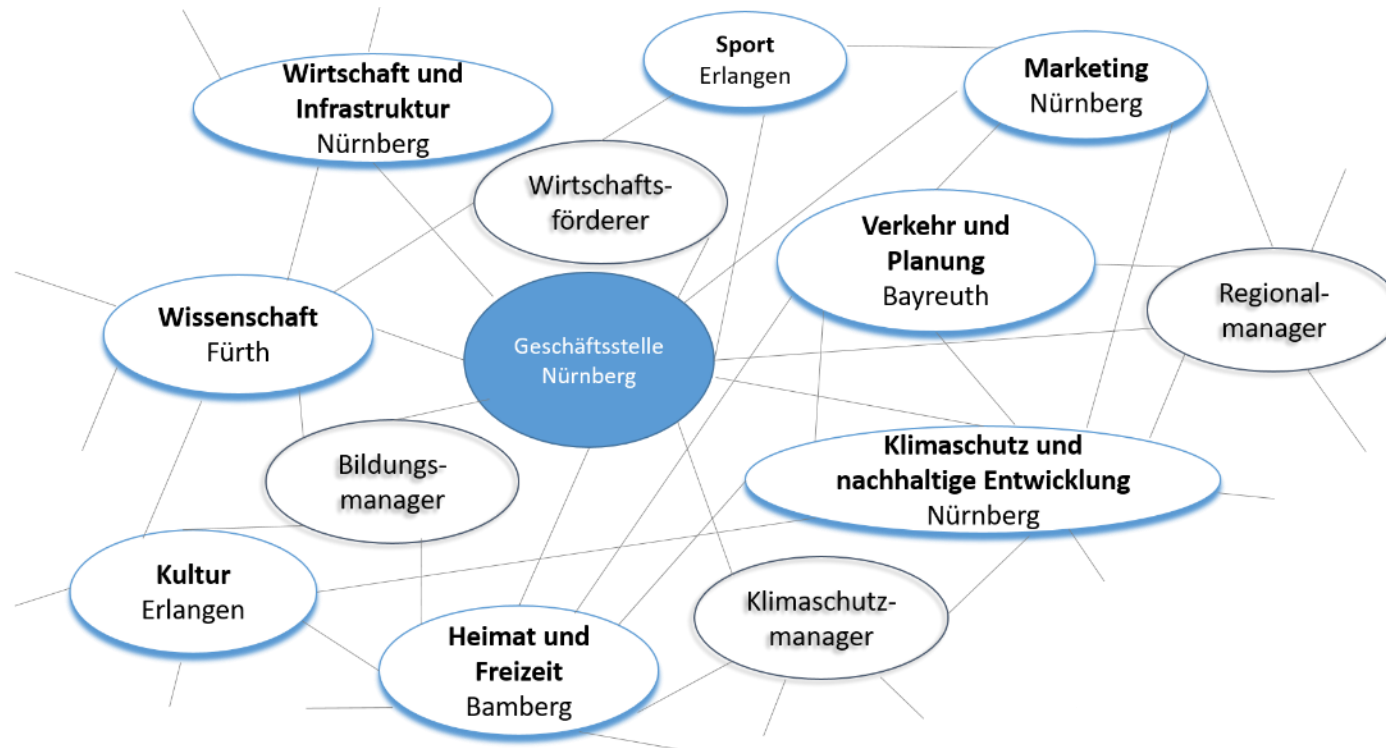 Sport
Erlangen
Wirtschaft und
Infrastruktur
Nürnberg
Marketing
Nürnberg
Wirtschafts-
förderer
Verkehr und
Planung
Bayreuth
Regional-
manager
Wissenschaft
Fürth
Geschäftsstelle
Nürnberg
Bildungs-
manager
Klimaschutz und
nachhaltige Entwicklung
Nürnberg
Kultur
Erlangen
Klimaschutz-
manager
Heimat und
Freizeit
Bamberg